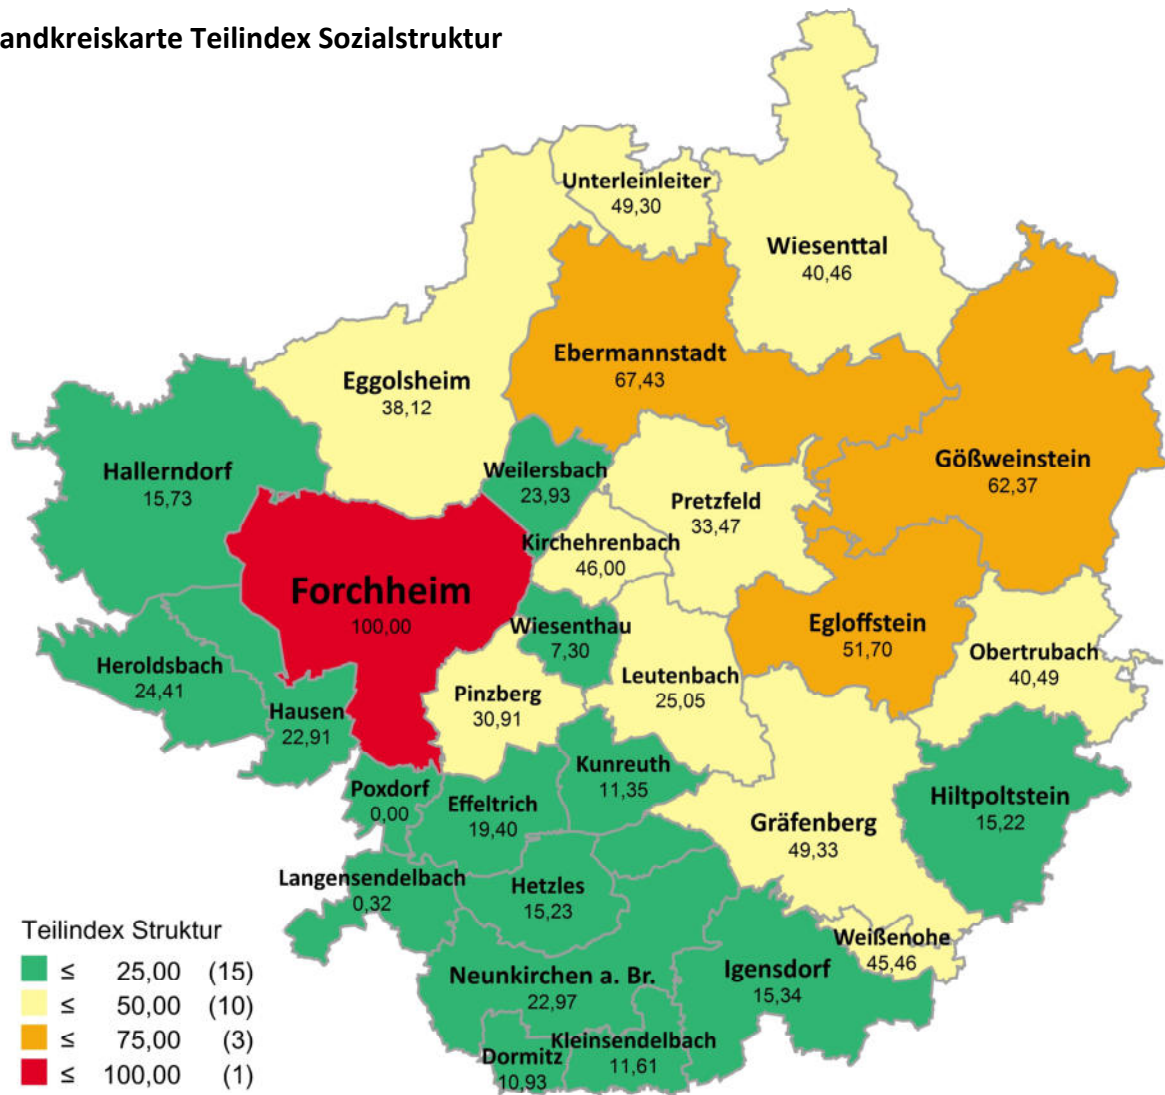 andkreiskarte Teilindex Sozialstruktur
Unterleinleiter
49,30
Wiesenttal
40,46
Ebermannstadt
67,43
Eggolsheim
38,12
Gößweinstein
62,37
Hallerndorf
15,73
Weilersbach
23,93
Pretzfeld
33,47
Kirchehrenbach
46,00
Forchheim
100,00
Wiesenthau
7,30
Egloffstein
51,70
Obertrubach
40,49
Heroldsbach
24,41
Leutenbach
25,05
Pinzberg
30,91
Hausen
22,91
Kunreuth
11,35
Poxdorf
0,00
Effeltrich
19,40
Hiltpoltstein
15,22
Gräfenberg
49,33
Langensendelbach
0,32
Hetzles
15,23
Weißenohe
45,46
Neunkirchen a. Br.
22,97
Igensdorf
15,34
Kleinsendelbach
11,61
Dormitz
10,93
Teilindex Struktur
≤ 25,00 (15)
≤ 50,00 (10)
≤ 75,00 (3)
≤ 100,00 (1)